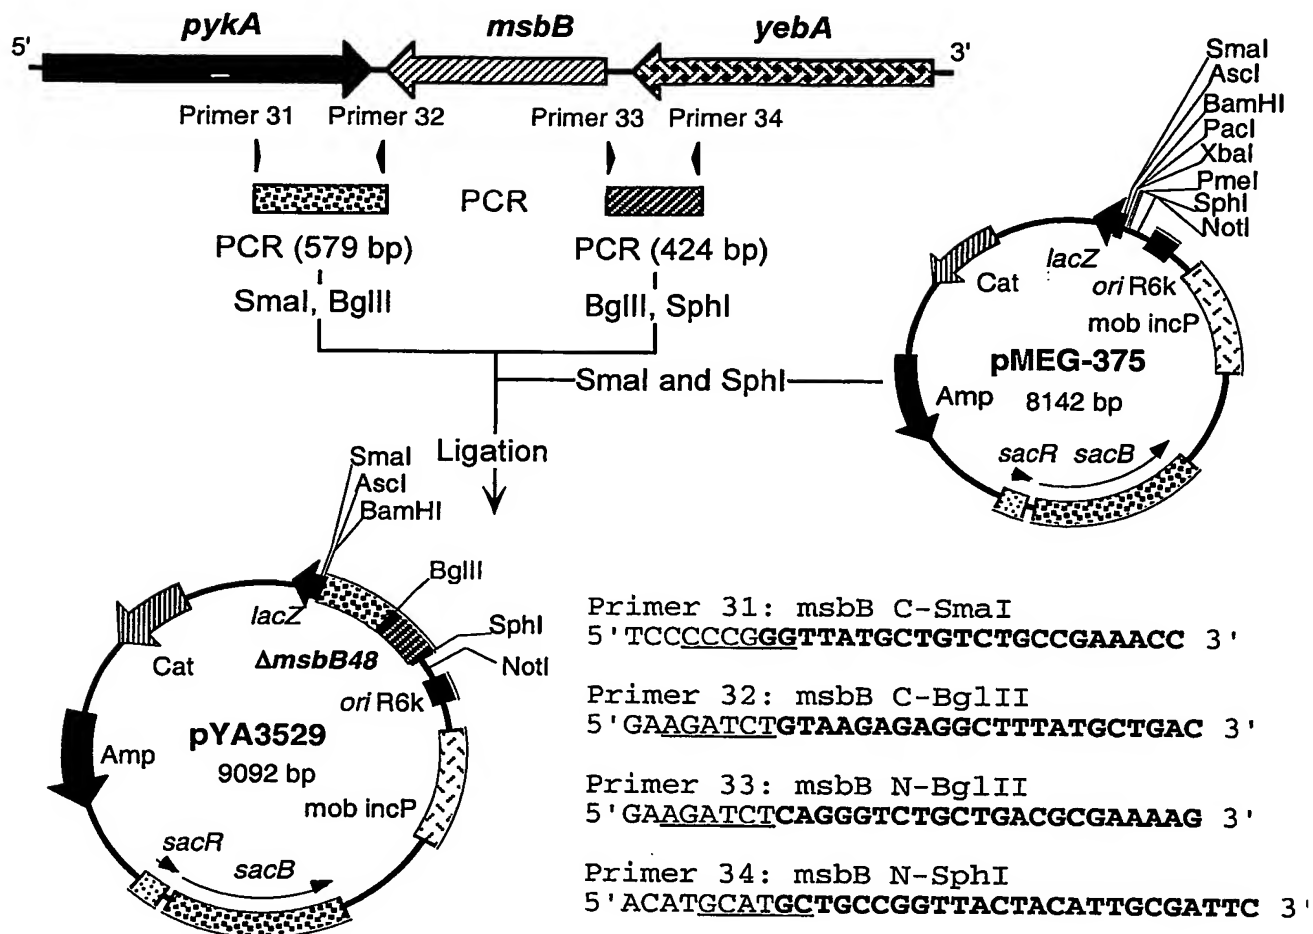 pykA msbB yebA
5' 3'
Primer 31 Primer 32 Primer 33 Primer 34
PCR
PCR (579 bp) PCR (424 bp)
SmaI, BglII BglII, SphI
SmaI and SphI
Ligation
SmaI
AscI
BamHI
PacI
XbaI
PmeI
SphI
NotI
lacZ
Cat
ori R6k
mob incP
pMEG-375
8142 bp
Amp
sacR sacB
SmaI
AscI
BamHI
BglII
SphI
NotI
lacZ
Cat
ΔmsbB48
ori R6k
pYA3529
9092 bp
Amp
mob incP
sacR
sacB
Primer 31: msbB C-SmaI
5'TCCCCCGGGTTATGCTGTCTGCCGAAACC 3'
Primer 32: msbB C-BglII
5'GAAGATCTGTAAGAGAGGCTTTATGCTGAC 3'
Primer 33: msbB N-BglII
5'GAAGATCTCAGGGTCTGCTGACGCGAAAAG 3'
Primer 34: msbB N-SphI
5'ACATGCATGCTGCCGGTTACTACATTGCGATTC 3'